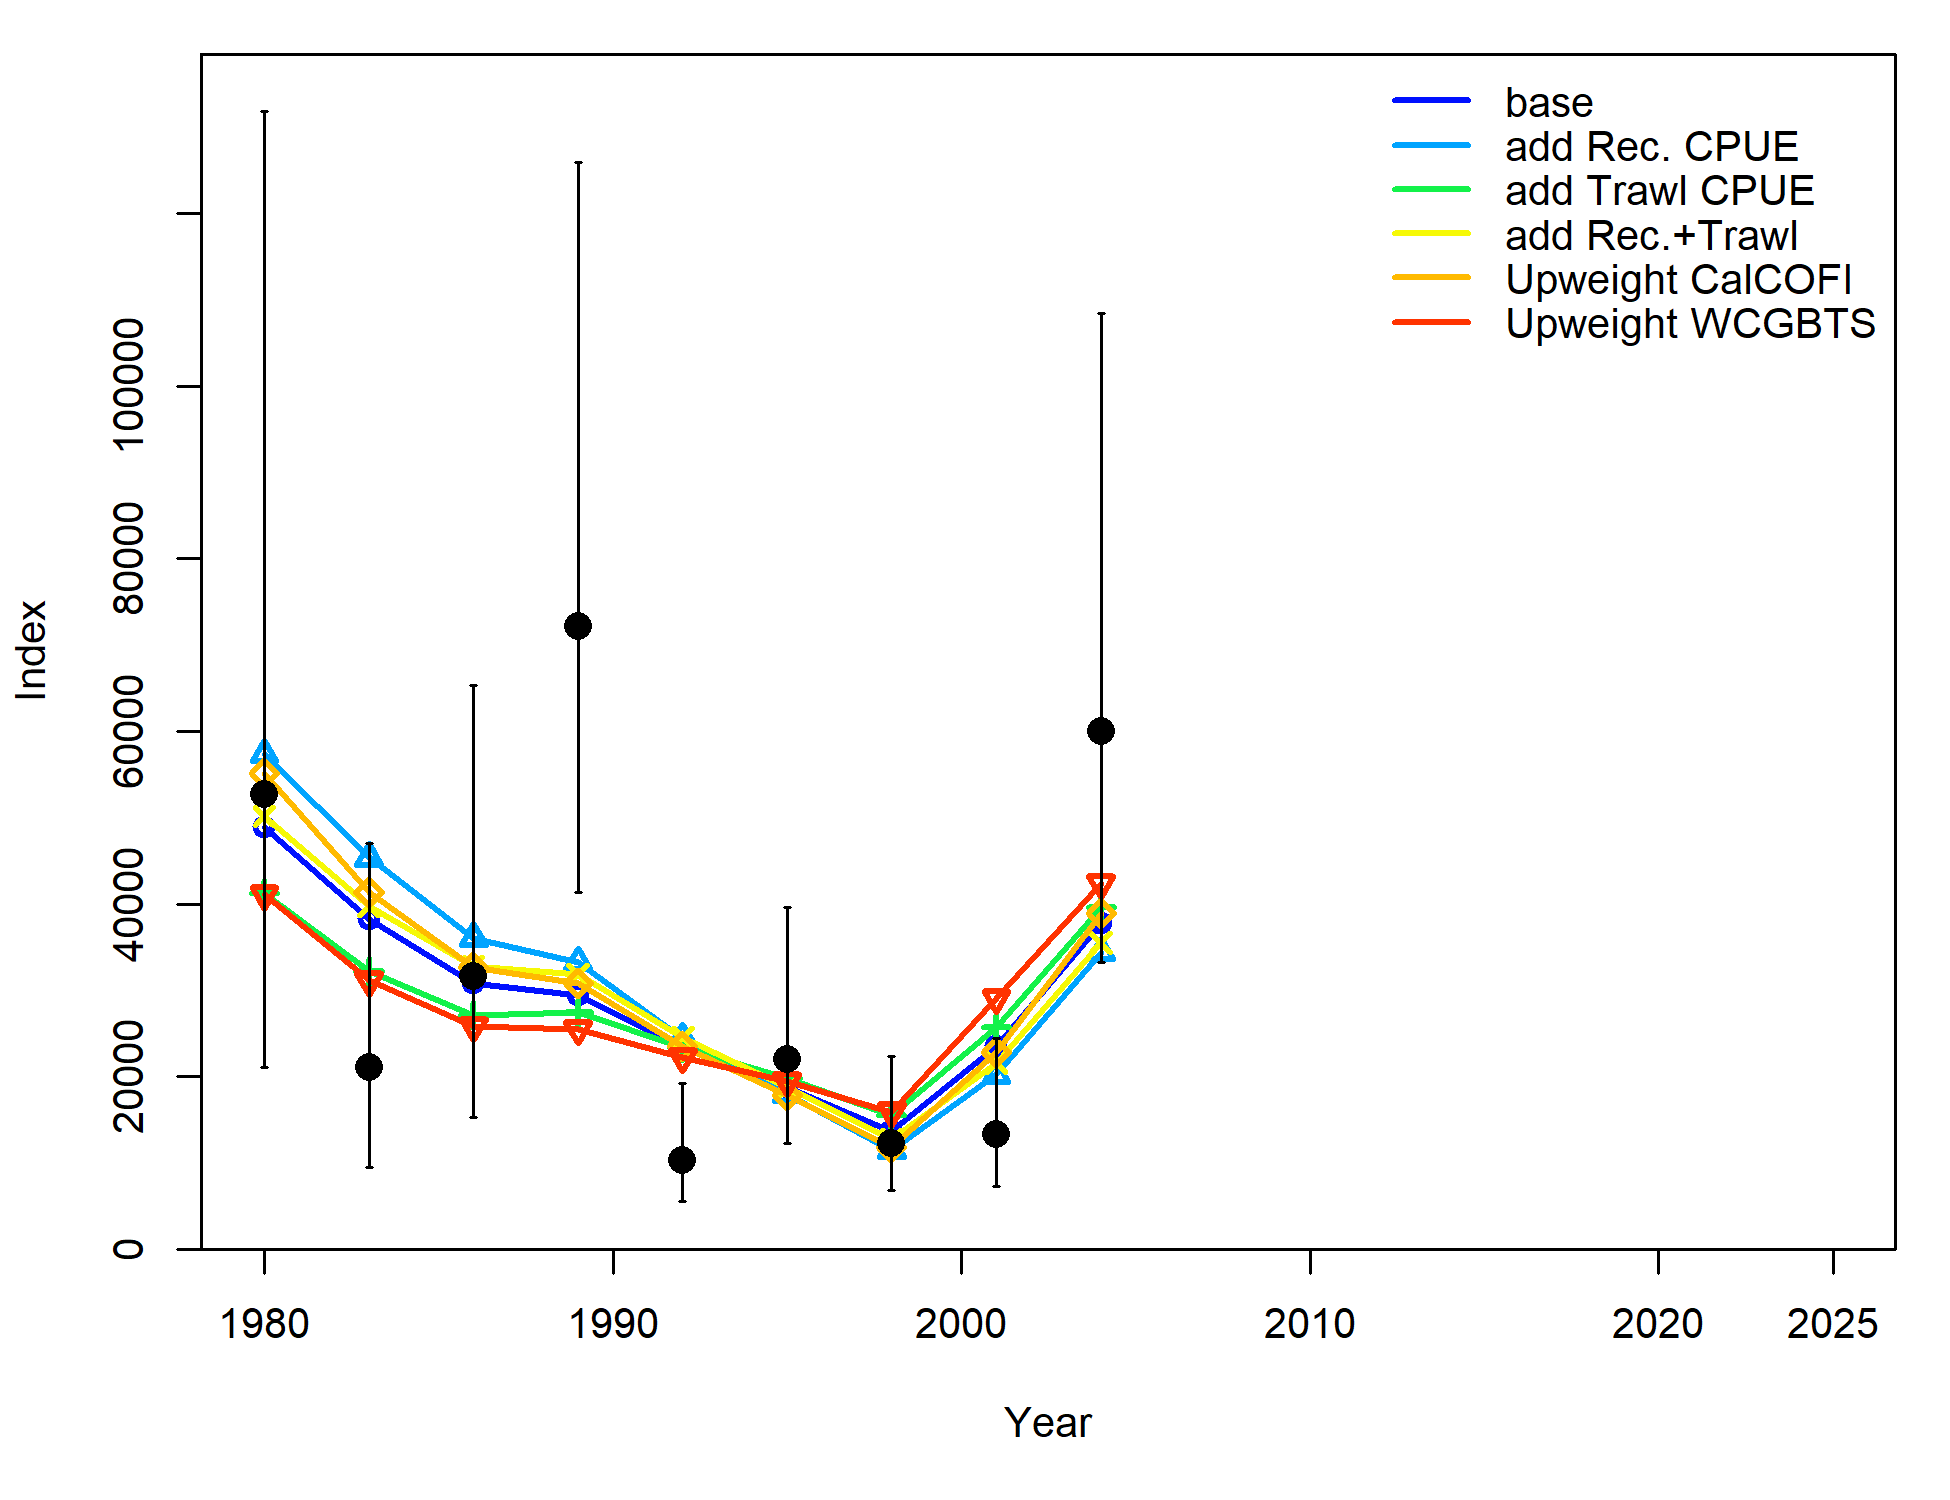 base
add Rec. CPUE
add Trawl CPUE
add Rec.+Trawl
Upweight CalCOFI
Upweight WCGBTS
100000
80000
60000
40000
20000
0
Index
1980 1990 2000 2010 2020 2025
Year